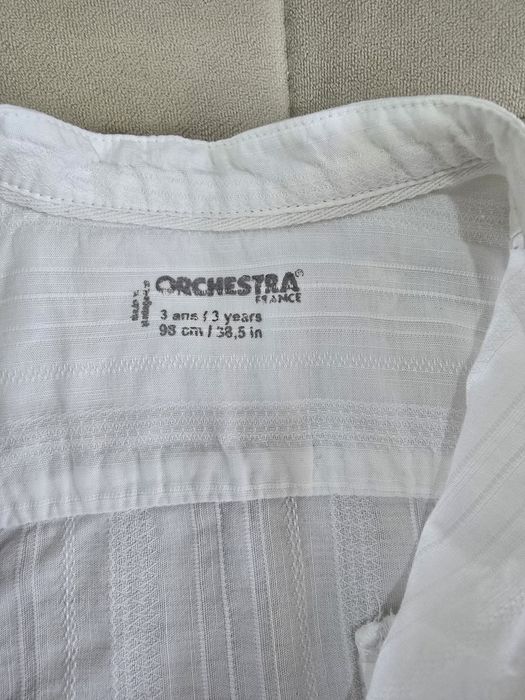 ORCHESTRA®
FRANCE
3 ans / 3 years
98 cm / 38,5 in